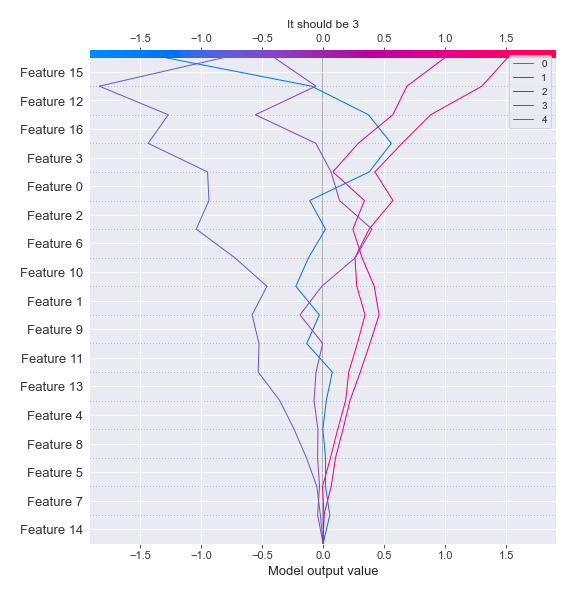 It should be 3
−1.5 −1.0 −0.5 0.0 0.5 1.0 1.5
0
1
2
3
4
Feature 15
Feature 12
Feature 16
Feature 3
Feature 0
Feature 2
Feature 6
Feature 10
Feature 1
Feature 9
Feature 11
Feature 13
Feature 4
Feature 8
Feature 5
Feature 7
Feature 14
−1.5 −1.0 −0.5 0.0 0.5 1.0 1.5
Model output value